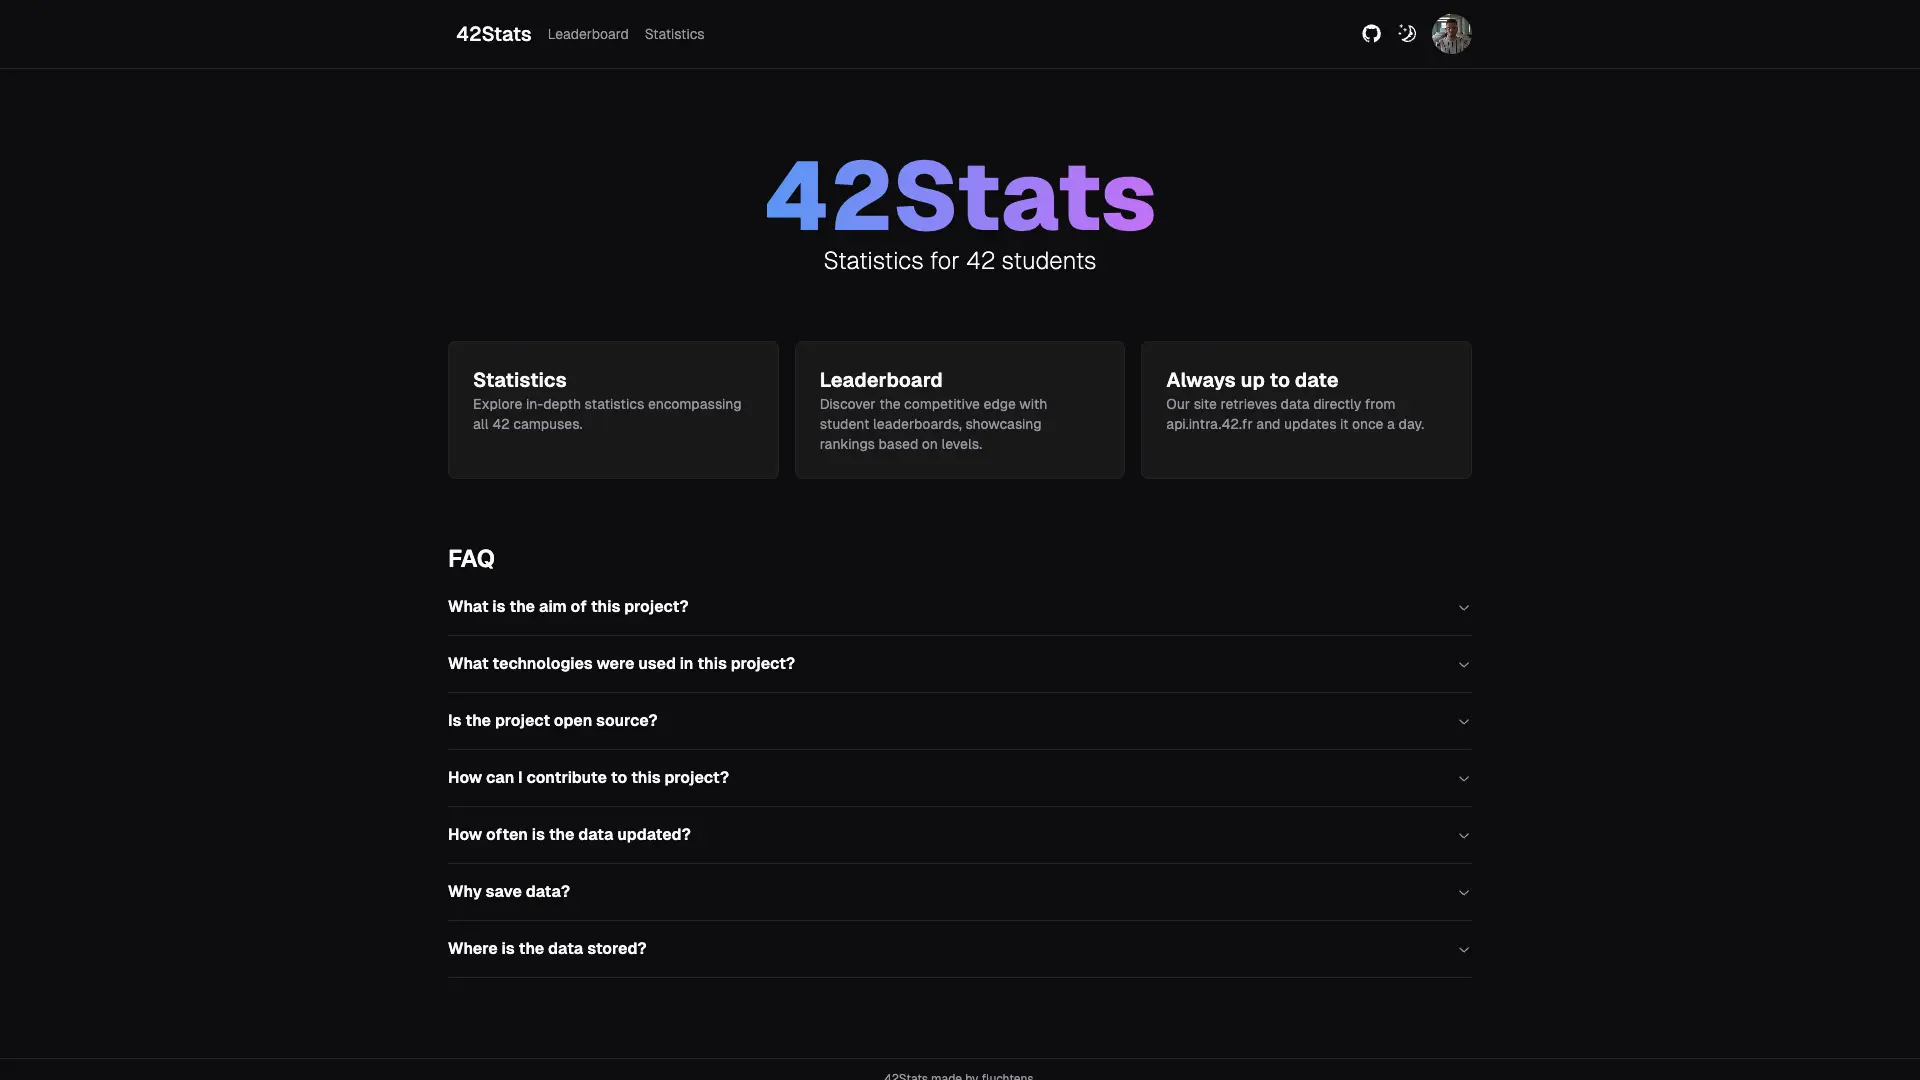 42Stats
Leaderboard
Statistics
42Stats
Statistics for 42 students
Statistics
Explore in-depth statistics encompassing
all 42 campuses.
Leaderboard
Discover the competitive edge with
student leaderboards, showcasing
rankings based on levels.
Always up to date
Our site retrieves data directly from
api.intra.42.fr and updates it once a day.
FAQ
What is the aim of this project?
What technologies were used in this project?
Is the project open source?
How can I contribute to this project?
How often is the data updated?
Why save data?
Where is the data stored?
42Stats made by fluchtens